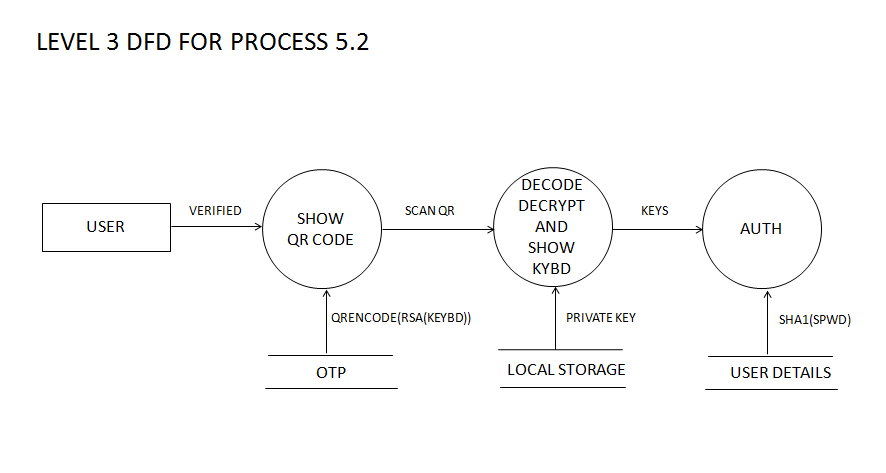 LEVEL 3 DFD FOR PROCESS 5.2
USER
VERIFIED
SHOW
QR CODE
SCAN QR
DECODE
DECRYPT
AND
SHOW
KYBD
KEYS
AUTH
QRENCODE(RSA(KEYBD))
PRIVATE KEY
SHA1(SPWD)
OTP
LOCAL STORAGE
USER DETAILS